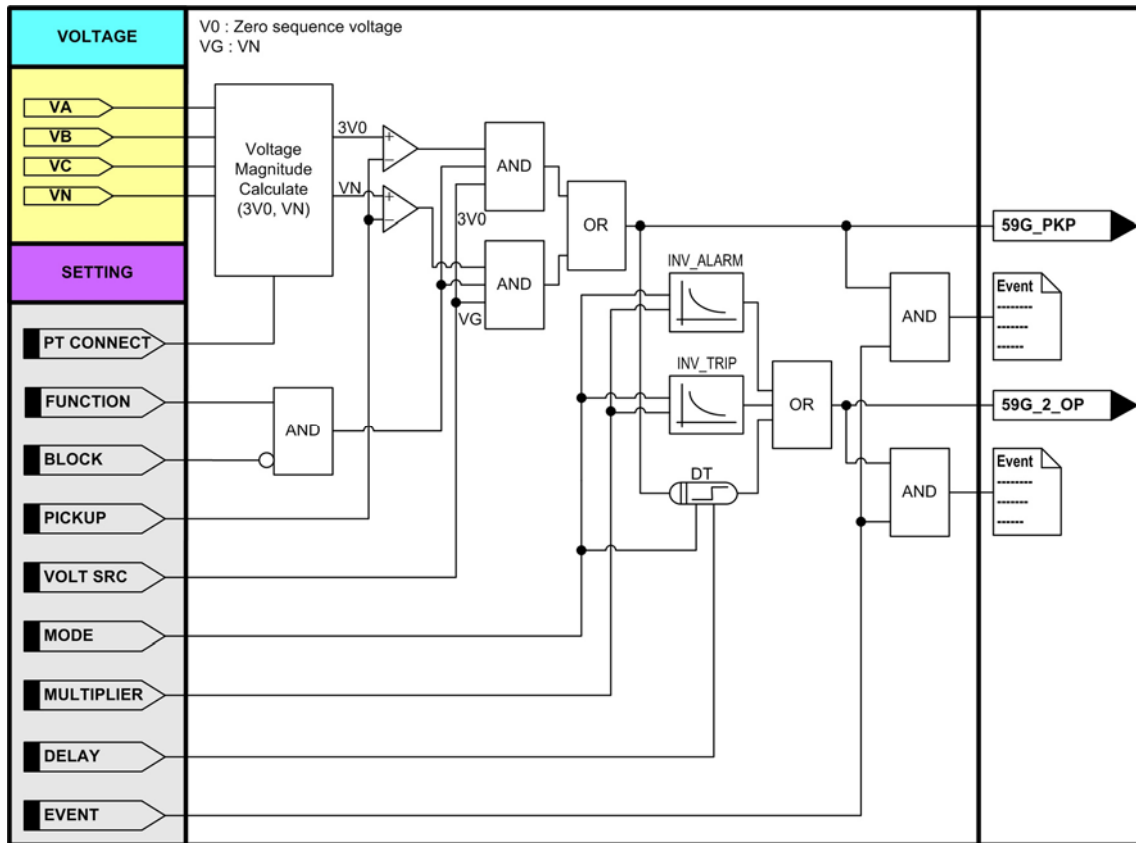 VOLTAGE
V0 : Zero sequence voltage
VG : VN
VA
VB
VC
VN
Voltage
Magnitude
Calculate
(3V0, VN)
3V0
+
−
VN
+
−
AND
3V0
AND
VG
OR
SETTING
PT CONNECT
FUNCTION
BLOCK
PICKUP
VOLT SRC
MODE
MULTIPLIER
DELAY
EVENT
AND
INV_ALARM
INV_TRIP
DT
OR
AND
AND
59G_PKP
Event
--------
-------
------
59G_2_OP
Event
--------
-------
------